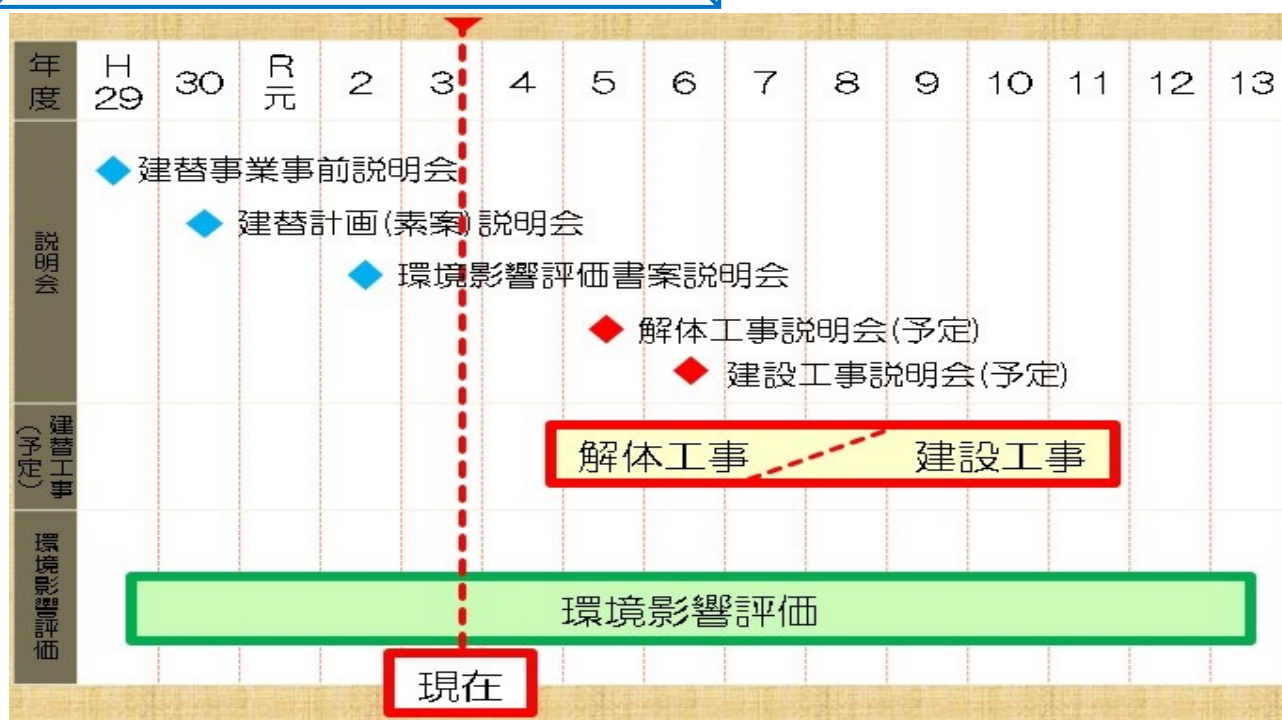 年度 H29 30 R元 2 3 4 5 6 7 8 9 10 11 12 13
説明会
建替事業事前説明会
建替計画(素案)説明会
環境影響評価書案説明会
解体工事説明会(予定)
建設工事説明会(予定)
建替工事(予定)
解体工事 建設工事
環境影響評価
環境影響評価
現在